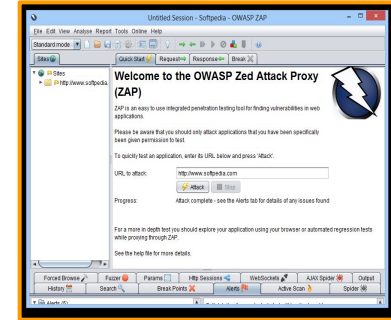 Untitled Session - Softpedia - OWASP ZAP
File Edit View Analyse Report Tools Online Help
Standard mode
Sites
Quick Start Request Response Break
Sites
http://www.softpedia
Welcome to the OWASP Zed Attack Proxy
(ZAP)
ZAP is an easy to use integrated penetration testing tool for finding vulnerabilities in web
applications.
Please be aware that you should only attack applications that you have been specifically
been given permission to test.
To quickly test an application, enter its URL below and press 'Attack'.
URL to attack: http://www.softpedia.com
Attack Stop
Progress: Attack complete - see the Alerts tab for details of any issues found
For a more in depth test you should explore your application using your browser or automated regression tests
while proxying through ZAP.
See the help file for more details.
Forced Browse Fuzzer Params Http Sessions WebSockets AJAX Spider Output
History Search Break Points Alerts Active Scan Spider
Alerts (5)